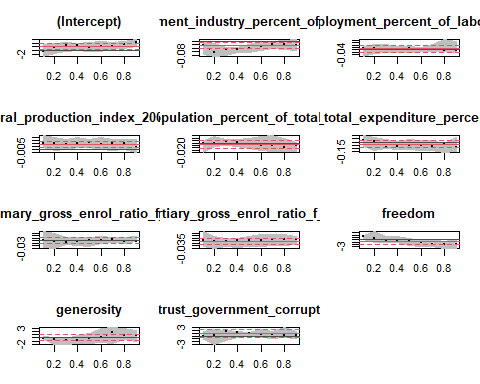 (Intercept)
ment_industry_percent_of
ployment_percent_of_labo
-2
-0.08
-0.04
0.2 0.4 0.6 0.8
0.2 0.4 0.6 0.8
0.2 0.4 0.6 0.8
ral_production_index_20
pulation_percent_of_total
total_expenditure_perce
-0.005
-0.020
-0.15
0.2 0.4 0.6 0.8
0.2 0.4 0.6 0.8
0.2 0.4 0.6 0.8
mary_gross_enrol_ratio_f
tiary_gross_enrol_ratio_f_
freedom
-0.03
-0.035
-3
0.2 0.4 0.6 0.8
0.2 0.4 0.6 0.8
0.2 0.4 0.6 0.8
generosity
trust_government_corrupt
-2 3
-3 3
0.2 0.4 0.6 0.8
0.2 0.4 0.6 0.8